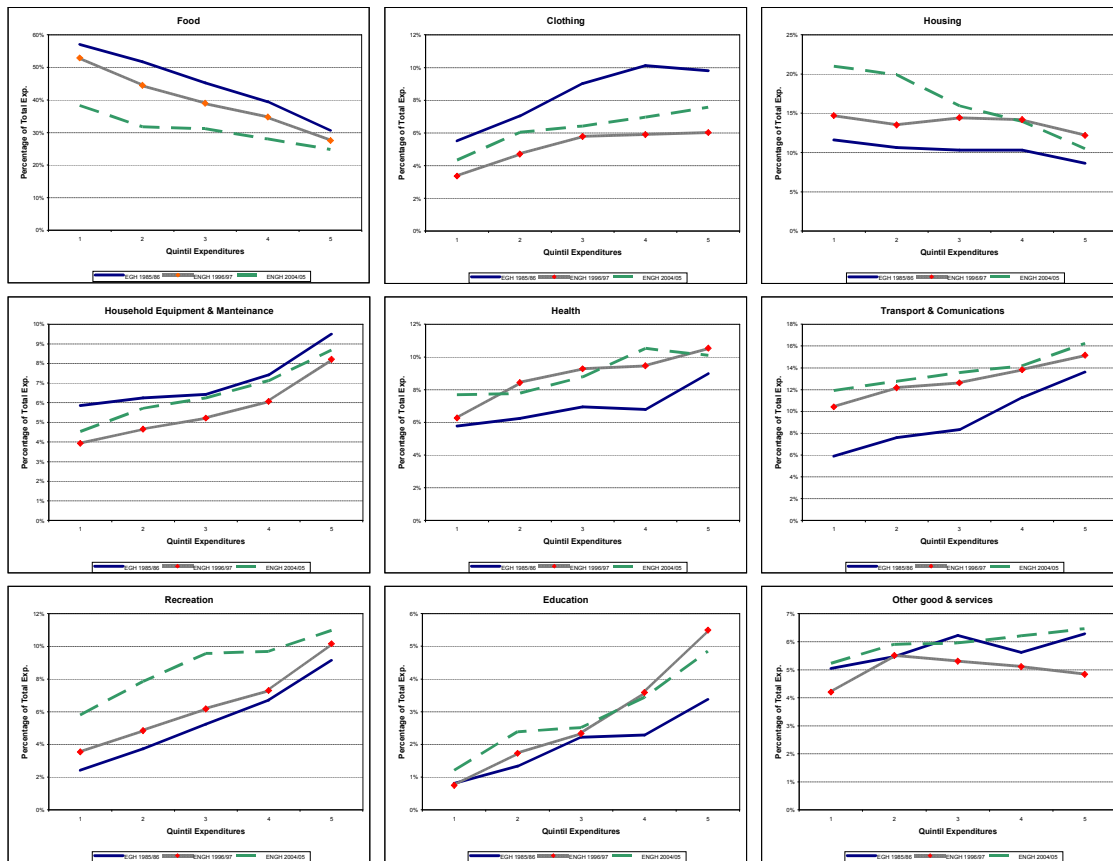 Food
Percentage of Total Exp.
60%
50%
40%
30%
20%
10%
0%
1 2 3 4 5
Quintil Expenditures
EGH 1985/86 ENGH 1996/97 ENGH 2004/05
Clothing
Percentage of Total Exp.
12%
10%
8%
6%
4%
2%
0%
1 2 3 4 5
Quintil Expenditures
EGH 1985/86 ENGH 1996/97 ENGH 2004/05
Housing
Percentage of Total Exp.
25%
20%
15%
10%
5%
0%
1 2 3 4 5
Quintil Expenditures
EGH 1985/86 ENGH 1996/97 ENGH 2004/05
Household Equipment & Manteinance
Percentage of Total Exp.
10%
9%
8%
7%
6%
5%
4%
3%
2%
1%
0%
1 2 3 4 5
Quintil Expenditures
EGH 1985/86 ENGH 1996/97 ENGH 2004/05
Health
Percentage of Total Exp.
12%
10%
8%
6%
4%
2%
0%
1 2 3 4 5
Quintil Expenditures
EGH 1985/86 ENGH 1996/97 ENGH 2004/05
Transport & Comunications
Percentage of Total Exp.
18%
16%
14%
12%
10%
8%
6%
4%
2%
0%
1 2 3 4 5
Quintil Expenditures
EGH 1985/86 ENGH 1996/97 ENGH 2004/05
Recreation
Percentage of Total Exp.
12%
10%
8%
6%
4%
2%
0%
1 2 3 4 5
Quintil Expenditures
EGH 1985/86 ENGH 1996/97 ENGH 2004/05
Education
Percentage of Total Exp.
6%
5%
4%
3%
2%
1%
0%
1 2 3 4 5
Quintil Expenditures
EGH 1985/86 ENGH 1996/97 ENGH 2004/05
Other good & services
Percentage of Total Exp.
7%
6%
5%
4%
3%
2%
1%
0%
1 2 3 4 5
Quintil Expenditures
EGH 1985/86 ENGH 1996/97 ENGH 2004/05